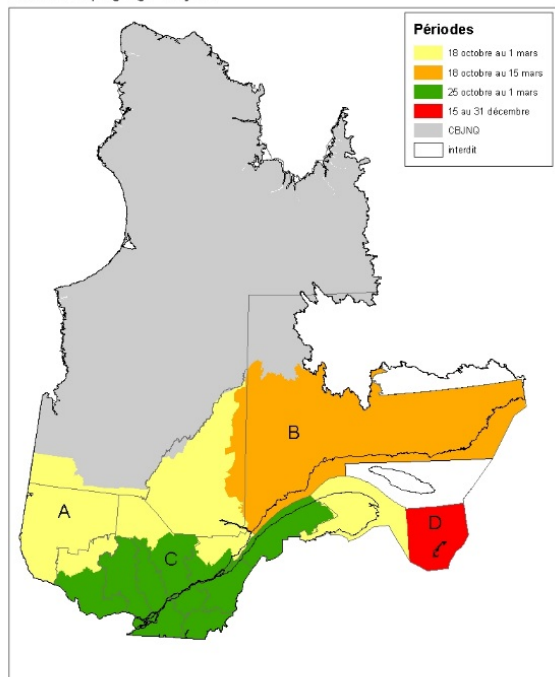 Périodes
18 octobre au 1 mars
18 octobre au 15 mars
25 octobre au 1 mars
15 au 31 décembre
CBJNQ
interdit
B
A
D
C